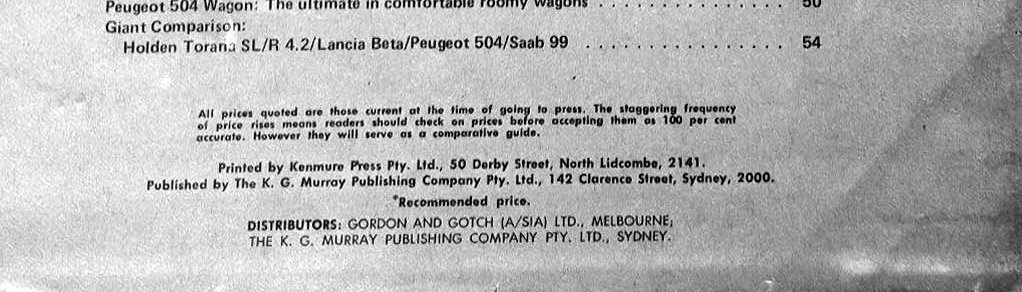 Peugeot 504 Wagon: The ultimate in comfortable roomy wagons . . . . . . . . . . . . . . 50
Giant Comparison:
Holden Torana SL/R 4.2/Lancia Beta/Peugeot 504/Saab 99 . . . . . . . . . . . . . . . 54
All prices quoted are those current at the time of going to press. The staggering frequency
of price rises means readers should check on prices before accepting them as 100 per cent
accurate. However they will serve as a comparative guide.
Printed by Kenmure Press Pty. Ltd., 50 Derby Street, North Lidcombe, 2141.
Published by The K. G. Murray Publishing Company Pty. Ltd., 142 Clarence Street, Sydney, 2000.
*Recommended price.
DISTRIBUTORS: GORDON AND GOTCH (A/SIA) LTD., MELBOURNE;
THE K. G. MURRAY PUBLISHING COMPANY PTY. LTD., SYDNEY.